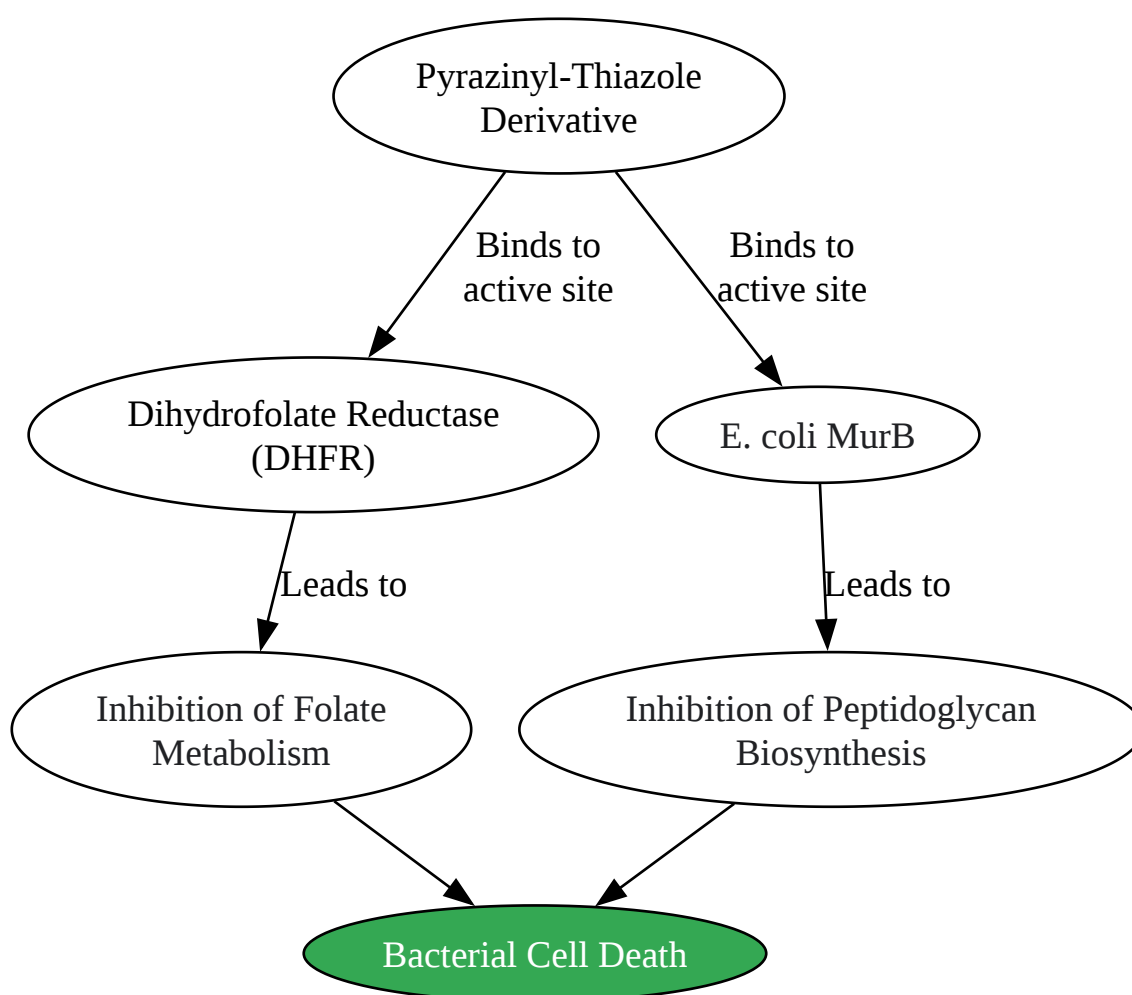 Pyrazinyl-Thiazole
Derivative
Binds to
active site
Binds to
active site
Dihydrofolate Reductase
(DHFR)
E. coli MurB
Leads to
Leads to
Inhibition of Folate
Metabolism
Inhibition of Peptidoglycan
Biosynthesis
Bacterial Cell Death